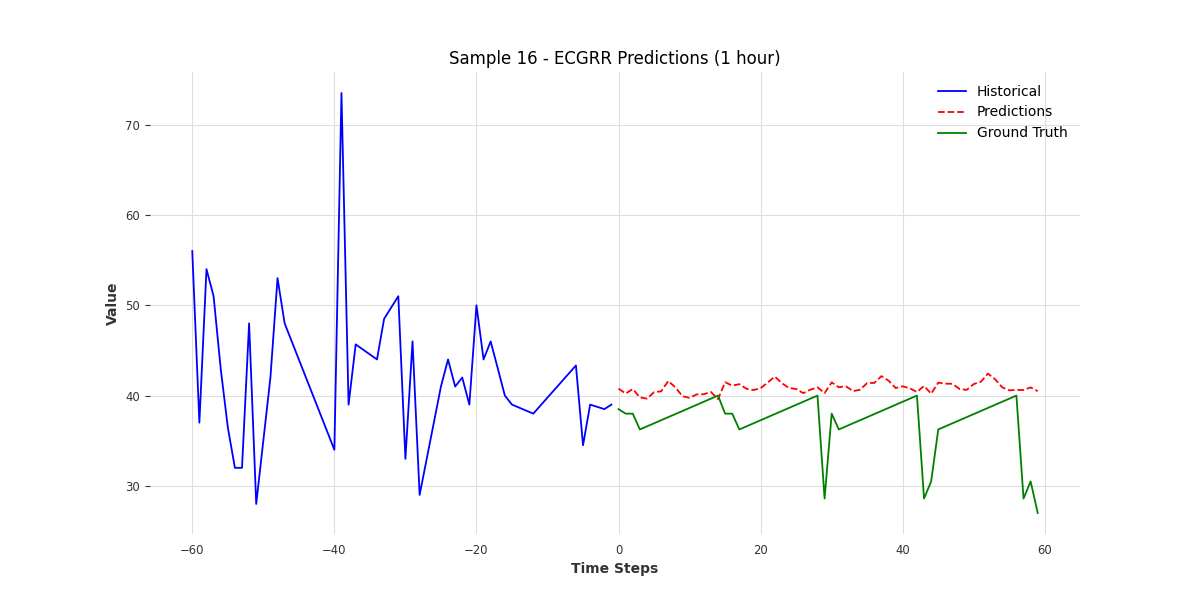 Sample 16 - ECGRR Predictions (1 hour)
Historical
Predictions
Ground Truth
Value
70
60
50
40
30
−60
−40
−20
0
20
40
60
Time Steps